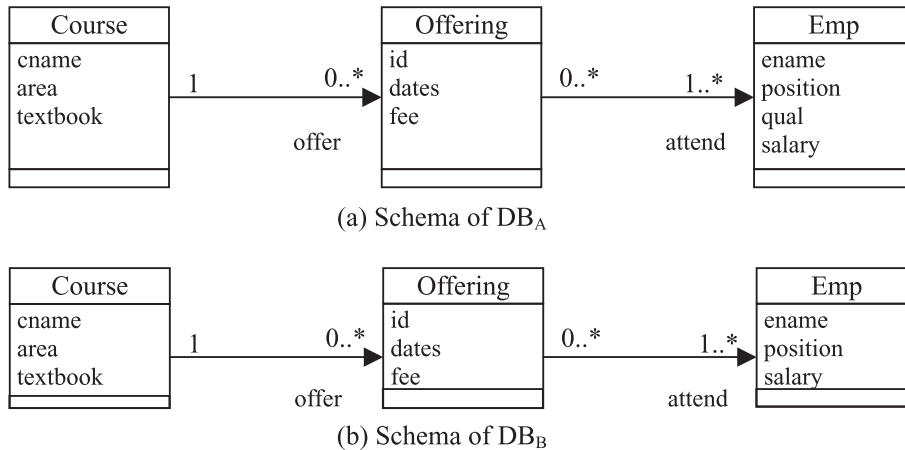 Course
cname
area
textbook
1
0..*
offer
Offering
id
dates
fee
0..*
1..*
attend
Emp
ename
position
qual
salary
(a) Schema of DBA
Course
cname
area
textbook
1
0..*
offer
Offering
id
dates
fee
0..*
1..*
attend
Emp
ename
position
salary
(b) Schema of DBB